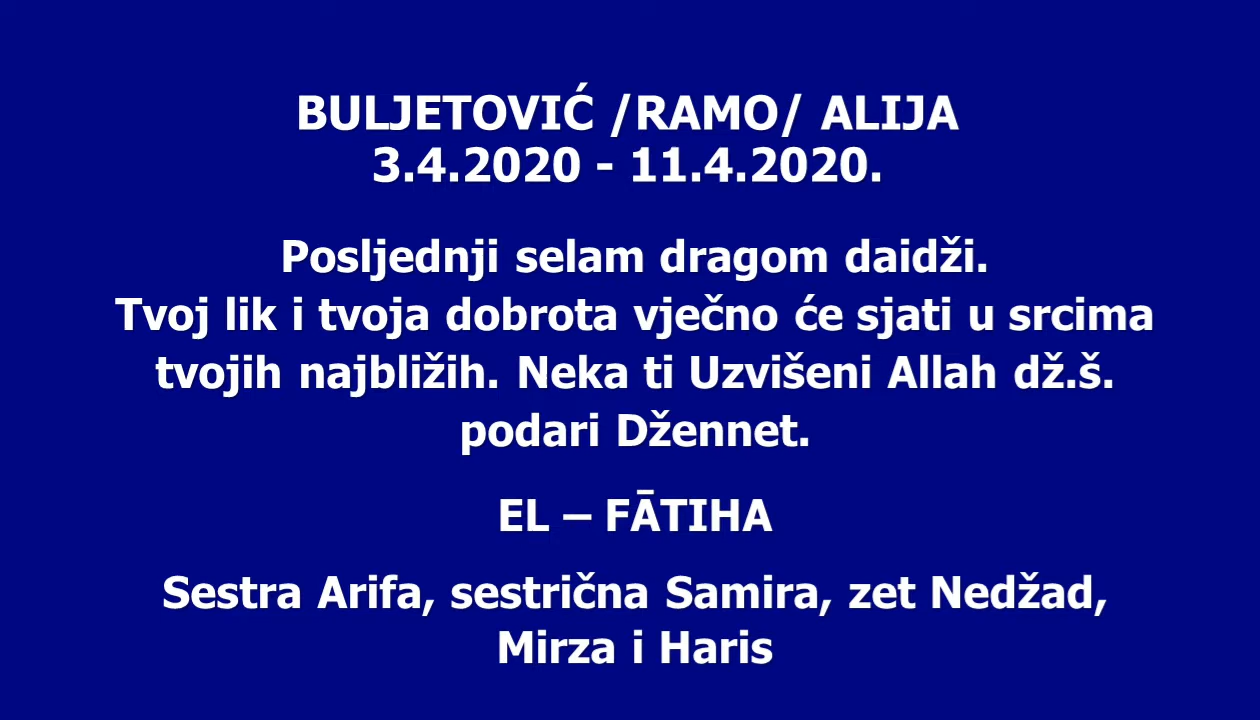 BULJETOVIĆ /RAMO/ ALIJA
3.4.2020 - 11.4.2020.
Posljednji selam dragom daidži.
Tvoj lik i tvoja dobrota vječno će sjati u srcima
tvojih najbližih. Neka ti Uzvišeni Allah dž.š.
podari Džennet.
EL – FĀTIHA
Sestra Arifa, sestrična Samira, zet Nedžad,
Mirza i Haris